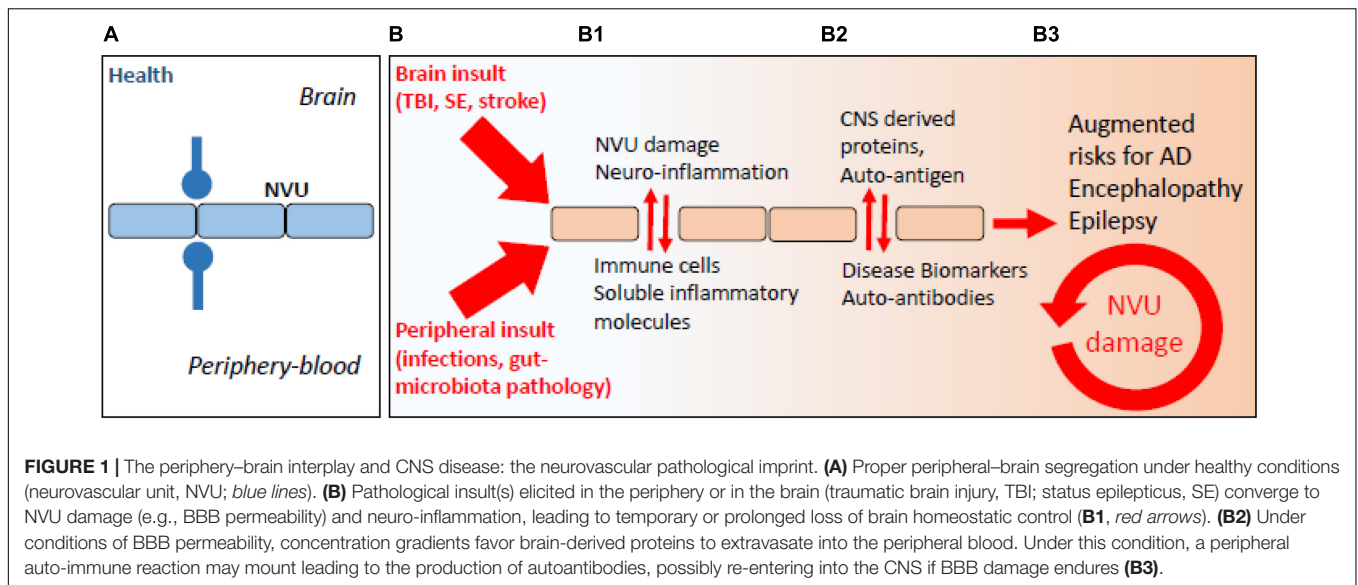 A
B
B1
B2
B3
Health
Brain
NVU
Periphery-blood
Brain insult
(TBI, SE, stroke)
Peripheral insult
(infections, gut-
microbiota pathology)
NVU damage
Neuro-inflammation
Immune cells
Soluble inflammatory
molecules
CNS derived
proteins,
Auto-antigen
Disease Biomarkers
Auto-antibodies
Augmented
risks for AD
Encephalopathy
Epilepsy
NVU
damage
FIGURE 1 | The periphery–brain interplay and CNS disease: the neurovascular pathological imprint. (A) Proper peripheral–brain segregation under healthy conditions
(neurovascular unit, NVU; blue lines). (B) Pathological insult(s) elicited in the periphery or in the brain (traumatic brain injury, TBI; status epilepticus, SE) converge to
NVU damage (e.g., BBB permeability) and neuro-inflammation, leading to temporary or prolonged loss of brain homeostatic control (B1, red arrows). (B2) Under
conditions of BBB permeability, concentration gradients favor brain-derived proteins to extravasate into the peripheral blood. Under this condition, a peripheral
auto-immune reaction may mount leading to the production of autoantibodies, possibly re-entering into the CNS if BBB damage endures (B3).